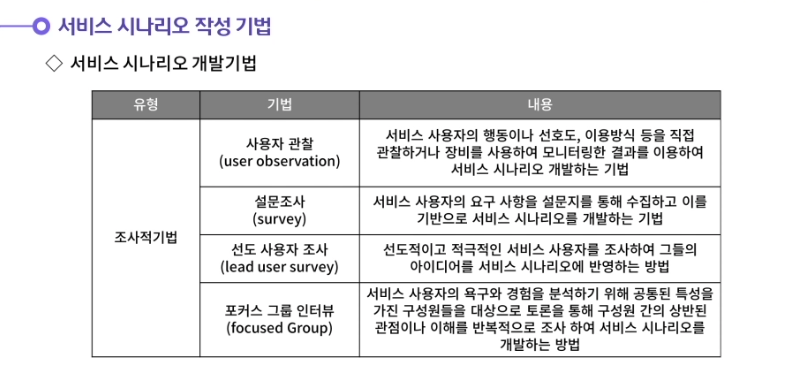 서비스 시나리오 작성 기법
◇ 서비스 시나리오 개발기법
유형 기법 내용
조사적기법
사용자 관찰
(user observation)
서비스 사용자의 행동이나 선호도, 이용방식 등을 직접
관찰하거나 장비를 사용하여 모니터링한 결과를 이용하여
서비스 시나리오 개발하는 기법
설문조사
(survey)
서비스 사용자의 요구 사항을 설문지를 통해 수집하고 이를
기반으로 서비스 시나리오를 개발하는 기법
선도 사용자 조사
(lead user survey)
선도적이고 적극적인 서비스 사용자를 조사하여 그들의
아이디어를 서비스 시나리오에 반영하는 방법
포커스 그룹 인터뷰
(focused Group)
서비스 사용자의 욕구와 경험을 분석하기 위해 공통된 특성을
가진 구성원들을 대상으로 토론을 통해 구성원 간의 상반된
관점이나 이해를 반복적으로 조사 하여 서비스 시나리오를
개발하는 방법